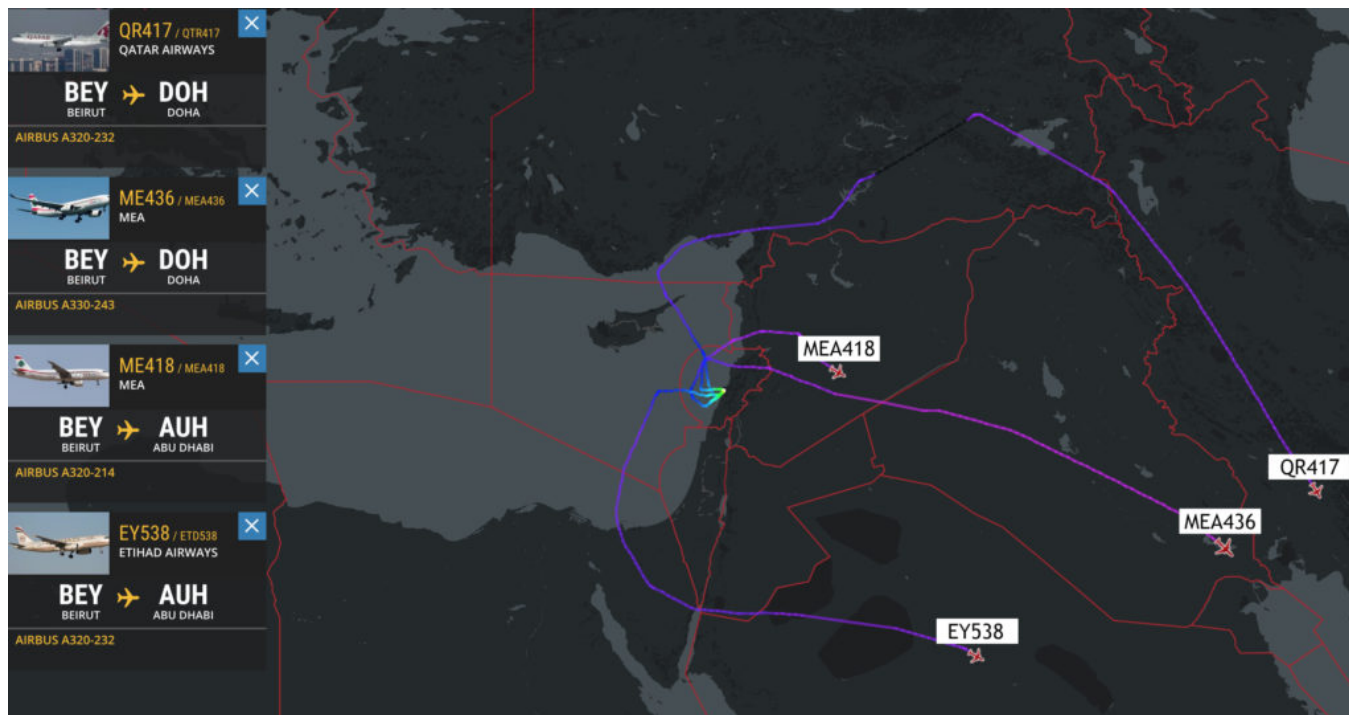 QR417 / QTR417
QATAR AIRWAYS
BEY DOH
BEIRUT DOHA
AIRBUS A320-232
ME436 / MEA436
MEA
BEY DOH
BEIRUT DOHA
AIRBUS A330-243
ME418 / MEA418
MEA
BEY AUH
BEIRUT ABU DHABI
AIRBUS A320-214
EY538 / ETD538
ETIHAD AIRWAYS
BEY AUH
BEIRUT ABU DHABI
AIRBUS A320-232
MEA418
QR417
MEA436
EY538